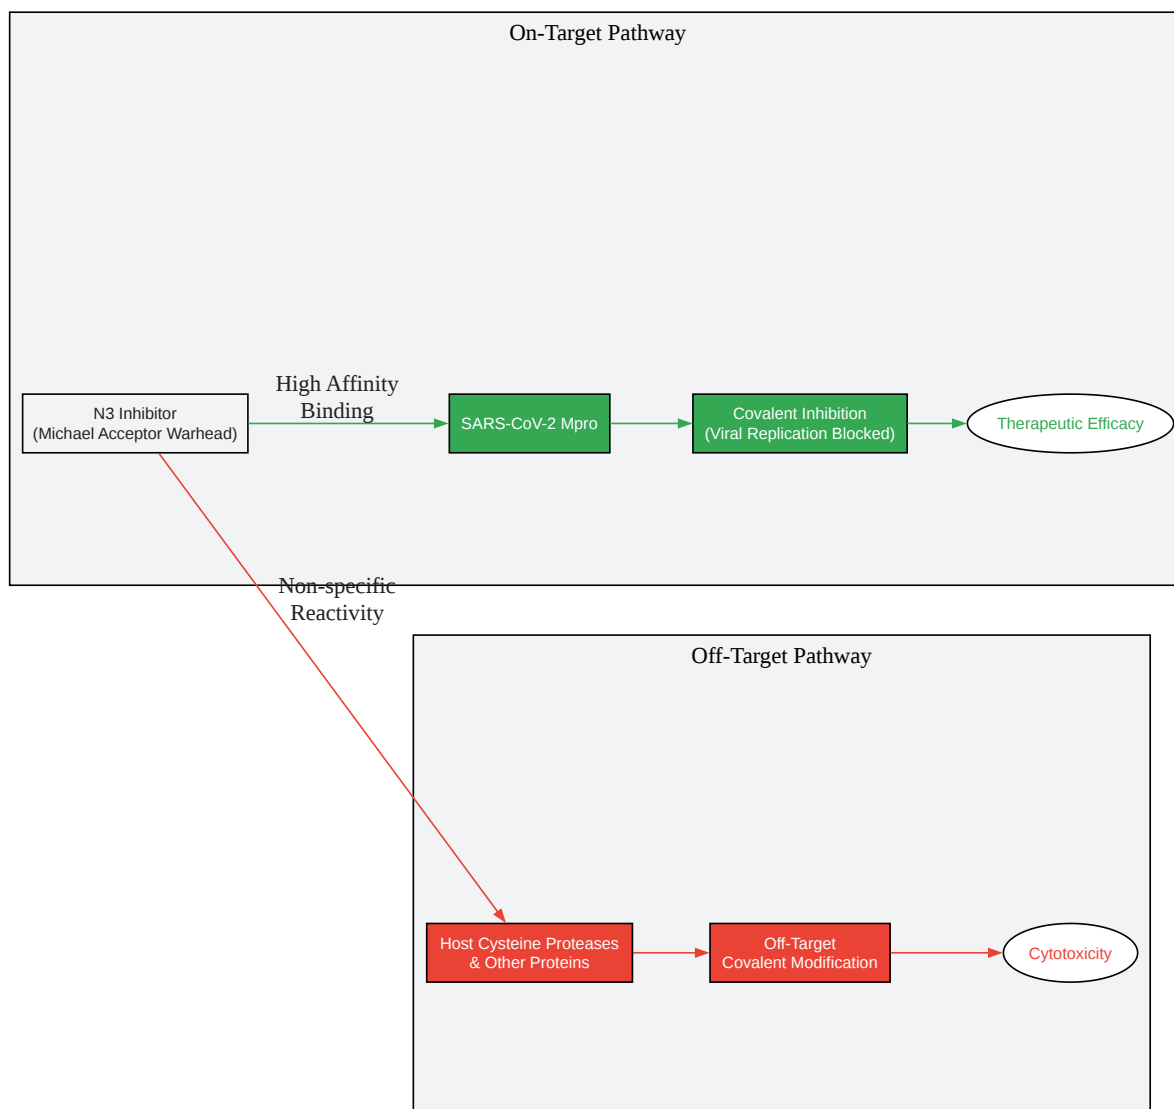 On-Target Pathway
High Affinity
Binding
N3 Inhibitor
(Michael Acceptor Warhead)
SARS-CoV-2 Mpro
Covalent Inhibition
(Viral Replication Blocked)
Therapeutic Efficacy
Non-specific
Reactivity
Off-Target Pathway
Host Cysteine Proteases
& Other Proteins
Off-Target
Covalent Modification
Cytotoxicity